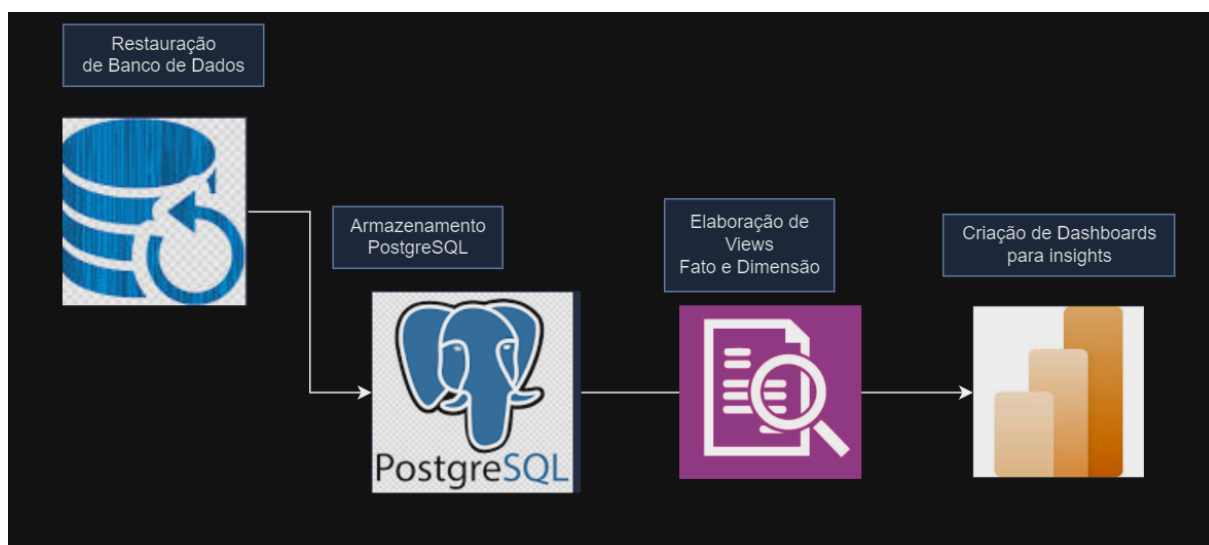 Restauração
de Banco de Dados
Armazenamento
PostgreSQL
Elaboração de
Views
Fato e Dimensão
Criação de Dashboards
para insights
PostgreSQL